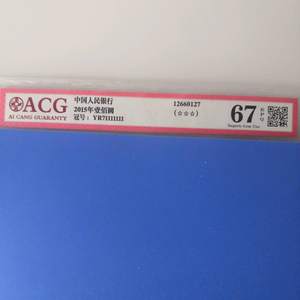 ACG
AI CANG GUARANTY
中国人民银行
2015年壹佰圆
冠号：YR71111111
12660127
(☆☆☆)
67
EPQ
Superb Gem Unc